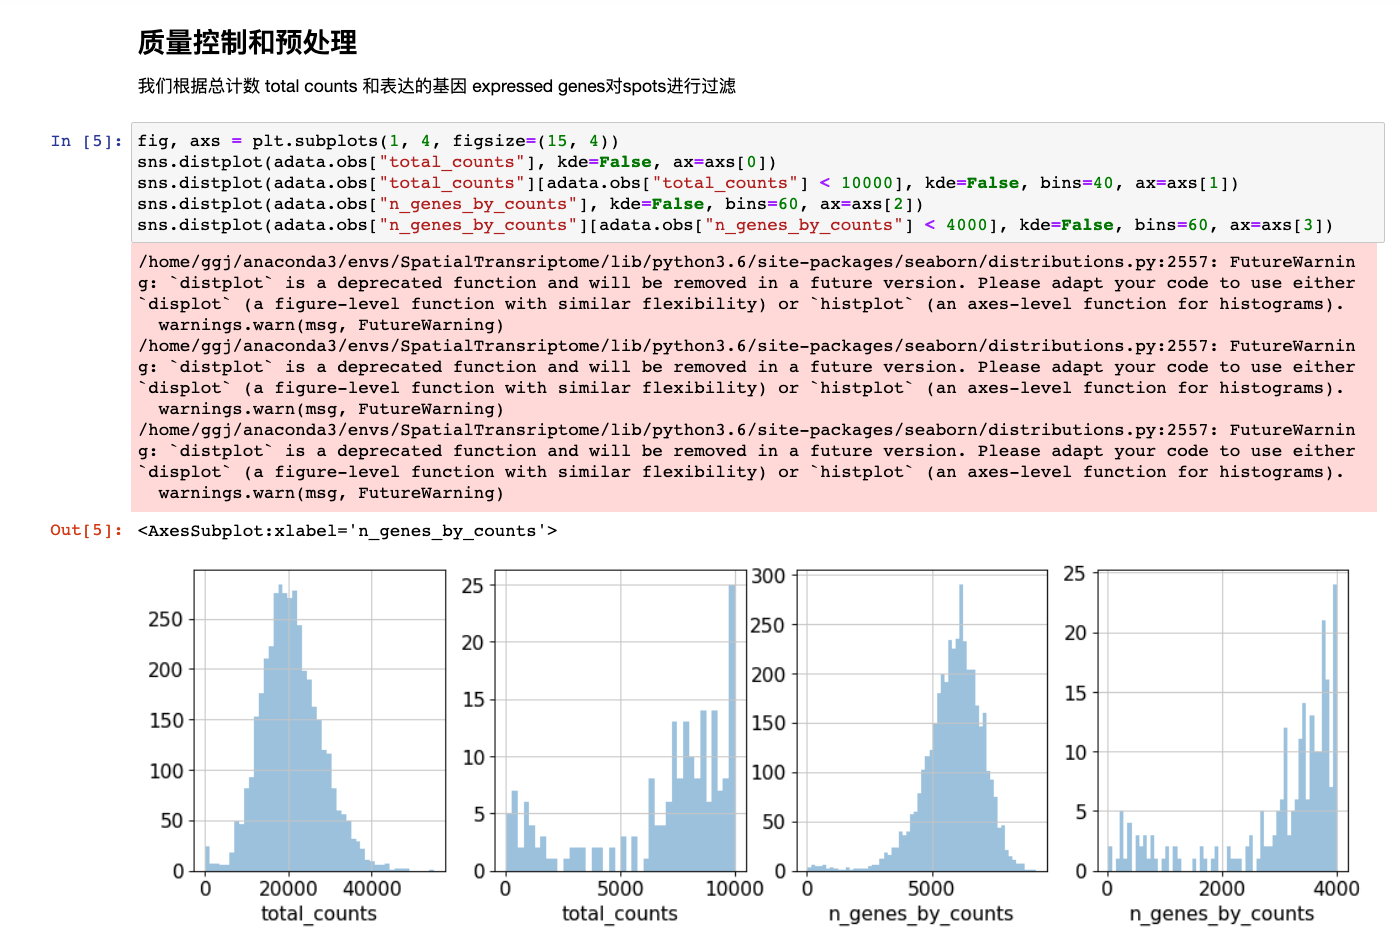 质量控制和预处理
我们根据总计数 total counts 和表达的基因 expressed genes对spots进行过滤
In [5]:
fig, axs = plt.subplots(1, 4, figsize=(15, 4))
sns.distplot(adata.obs["total_counts"], kde=False, ax=axs[0])
sns.distplot(adata.obs["total_counts"][adata.obs["total_counts"] < 10000], kde=False, bins=40, ax=axs[1])
sns.distplot(adata.obs["n_genes_by_counts"], kde=False, bins=60, ax=axs[2])
sns.distplot(adata.obs["n_genes_by_counts"][adata.obs["n_genes_by_counts"] < 4000], kde=False, bins=60, ax=axs[3])
/home/ggj/anaconda3/envs/SpatialTransriptome/lib/python3.6/site-packages/seaborn/distributions.py:2557: FutureWarnin
g: `distplot` is a deprecated function and will be removed in a future version. Please adapt your code to use either
`displot` (a figure-level function with similar flexibility) or `histplot` (an axes-level function for histograms).
  warnings.warn(msg, FutureWarning)
/home/ggj/anaconda3/envs/SpatialTransriptome/lib/python3.6/site-packages/seaborn/distributions.py:2557: FutureWarnin
g: `distplot` is a deprecated function and will be removed in a future version. Please adapt your code to use either
`displot` (a figure-level function with similar flexibility) or `histplot` (an axes-level function for histograms).
  warnings.warn(msg, FutureWarning)
/home/ggj/anaconda3/envs/SpatialTransriptome/lib/python3.6/site-packages/seaborn/distributions.py:2557: FutureWarnin
g: `distplot` is a deprecated function and will be removed in a future version. Please adapt your code to use either
`displot` (a figure-level function with similar flexibility) or `histplot` (an axes-level function for histograms).
  warnings.warn(msg, FutureWarning)
Out[5]: <AxesSubplot:xlabel='n_genes_by_counts'>
250
200
150
100
50
0
0 20000 40000
total_counts
25
20
15
10
5
0
0 5000 10000
total_counts
300
250
200
150
100
50
0
0 5000
n_genes_by_counts
25
20
15
10
5
0
0 2000 4000
n_genes_by_counts